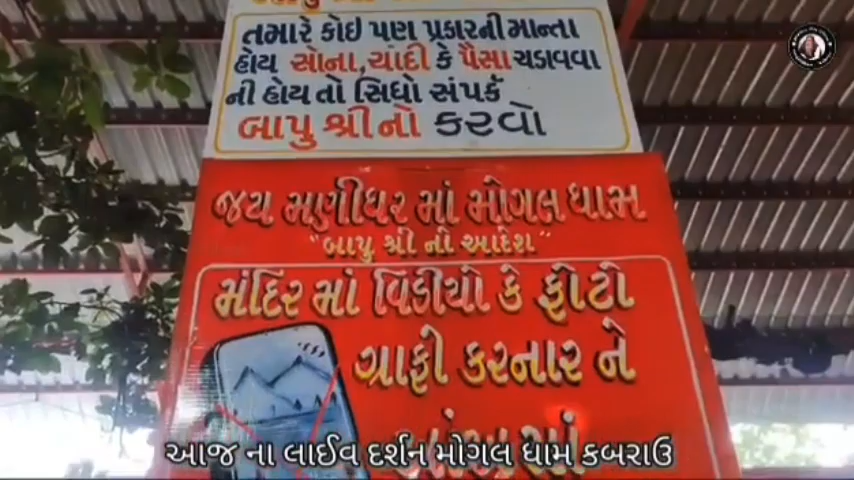 તમારે કોઈ પણ પ્રકારની માન્તા
હોય સોના, ચાંદી કે પૈસા ચડાવવા
ની હોય તો સિધો સંપર્ક
બાપુ શ્રીનો કરવો
જય મણીધર માં મોગલ ધામ
"બાપુ શ્રી નો આદેશ"
મંદિર માં વિડીયો કે ફોટો
ગ્રાફી કરનાર ને
આજ ના લાઈવ દર્શન મોગલ ધામ કબરાઉ